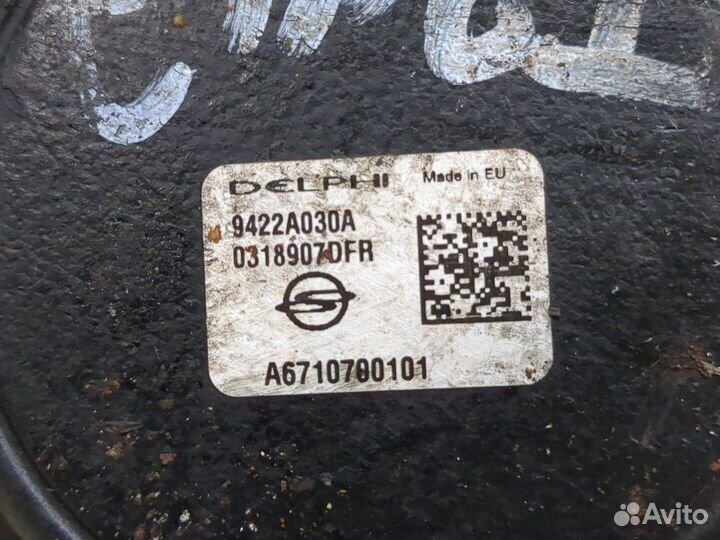 DELPHI Made in EU
9422A030A
0318907DFR
A6710700101
Avito